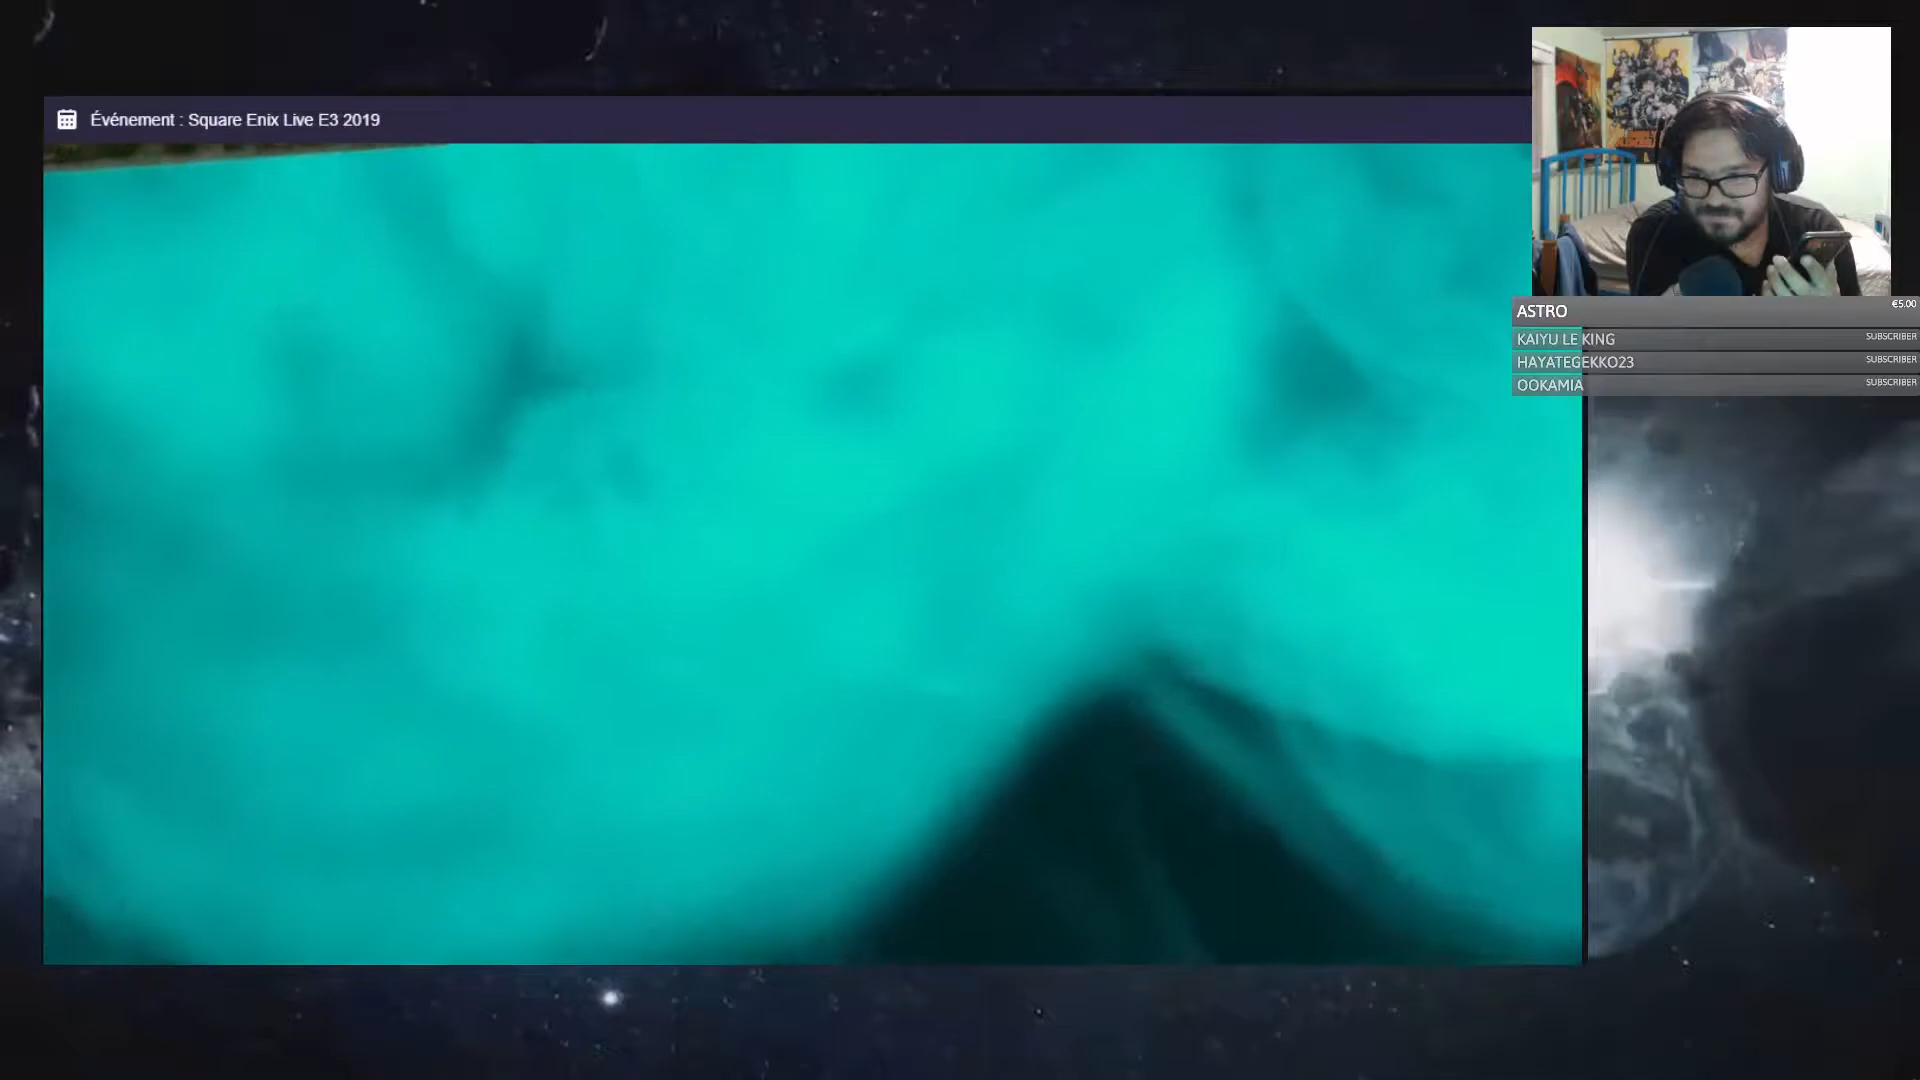 Événement : Square Enix Live E3 2019
ASTRO €5.00
KAIYU LE KING SUBSCRIBER
HAYATEGEKKO23 SUBSCRIBER
OOKAMIA SUBSCRIBER